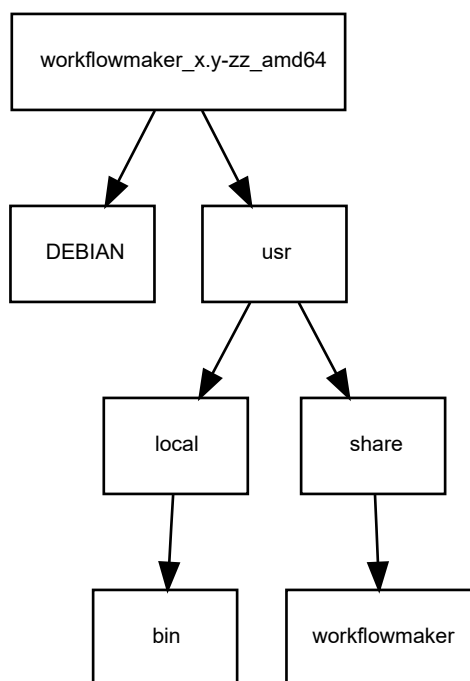 workflowmaker_x.y-zz_amd64
DEBIAN
usr
local
share
bin
workflowmaker